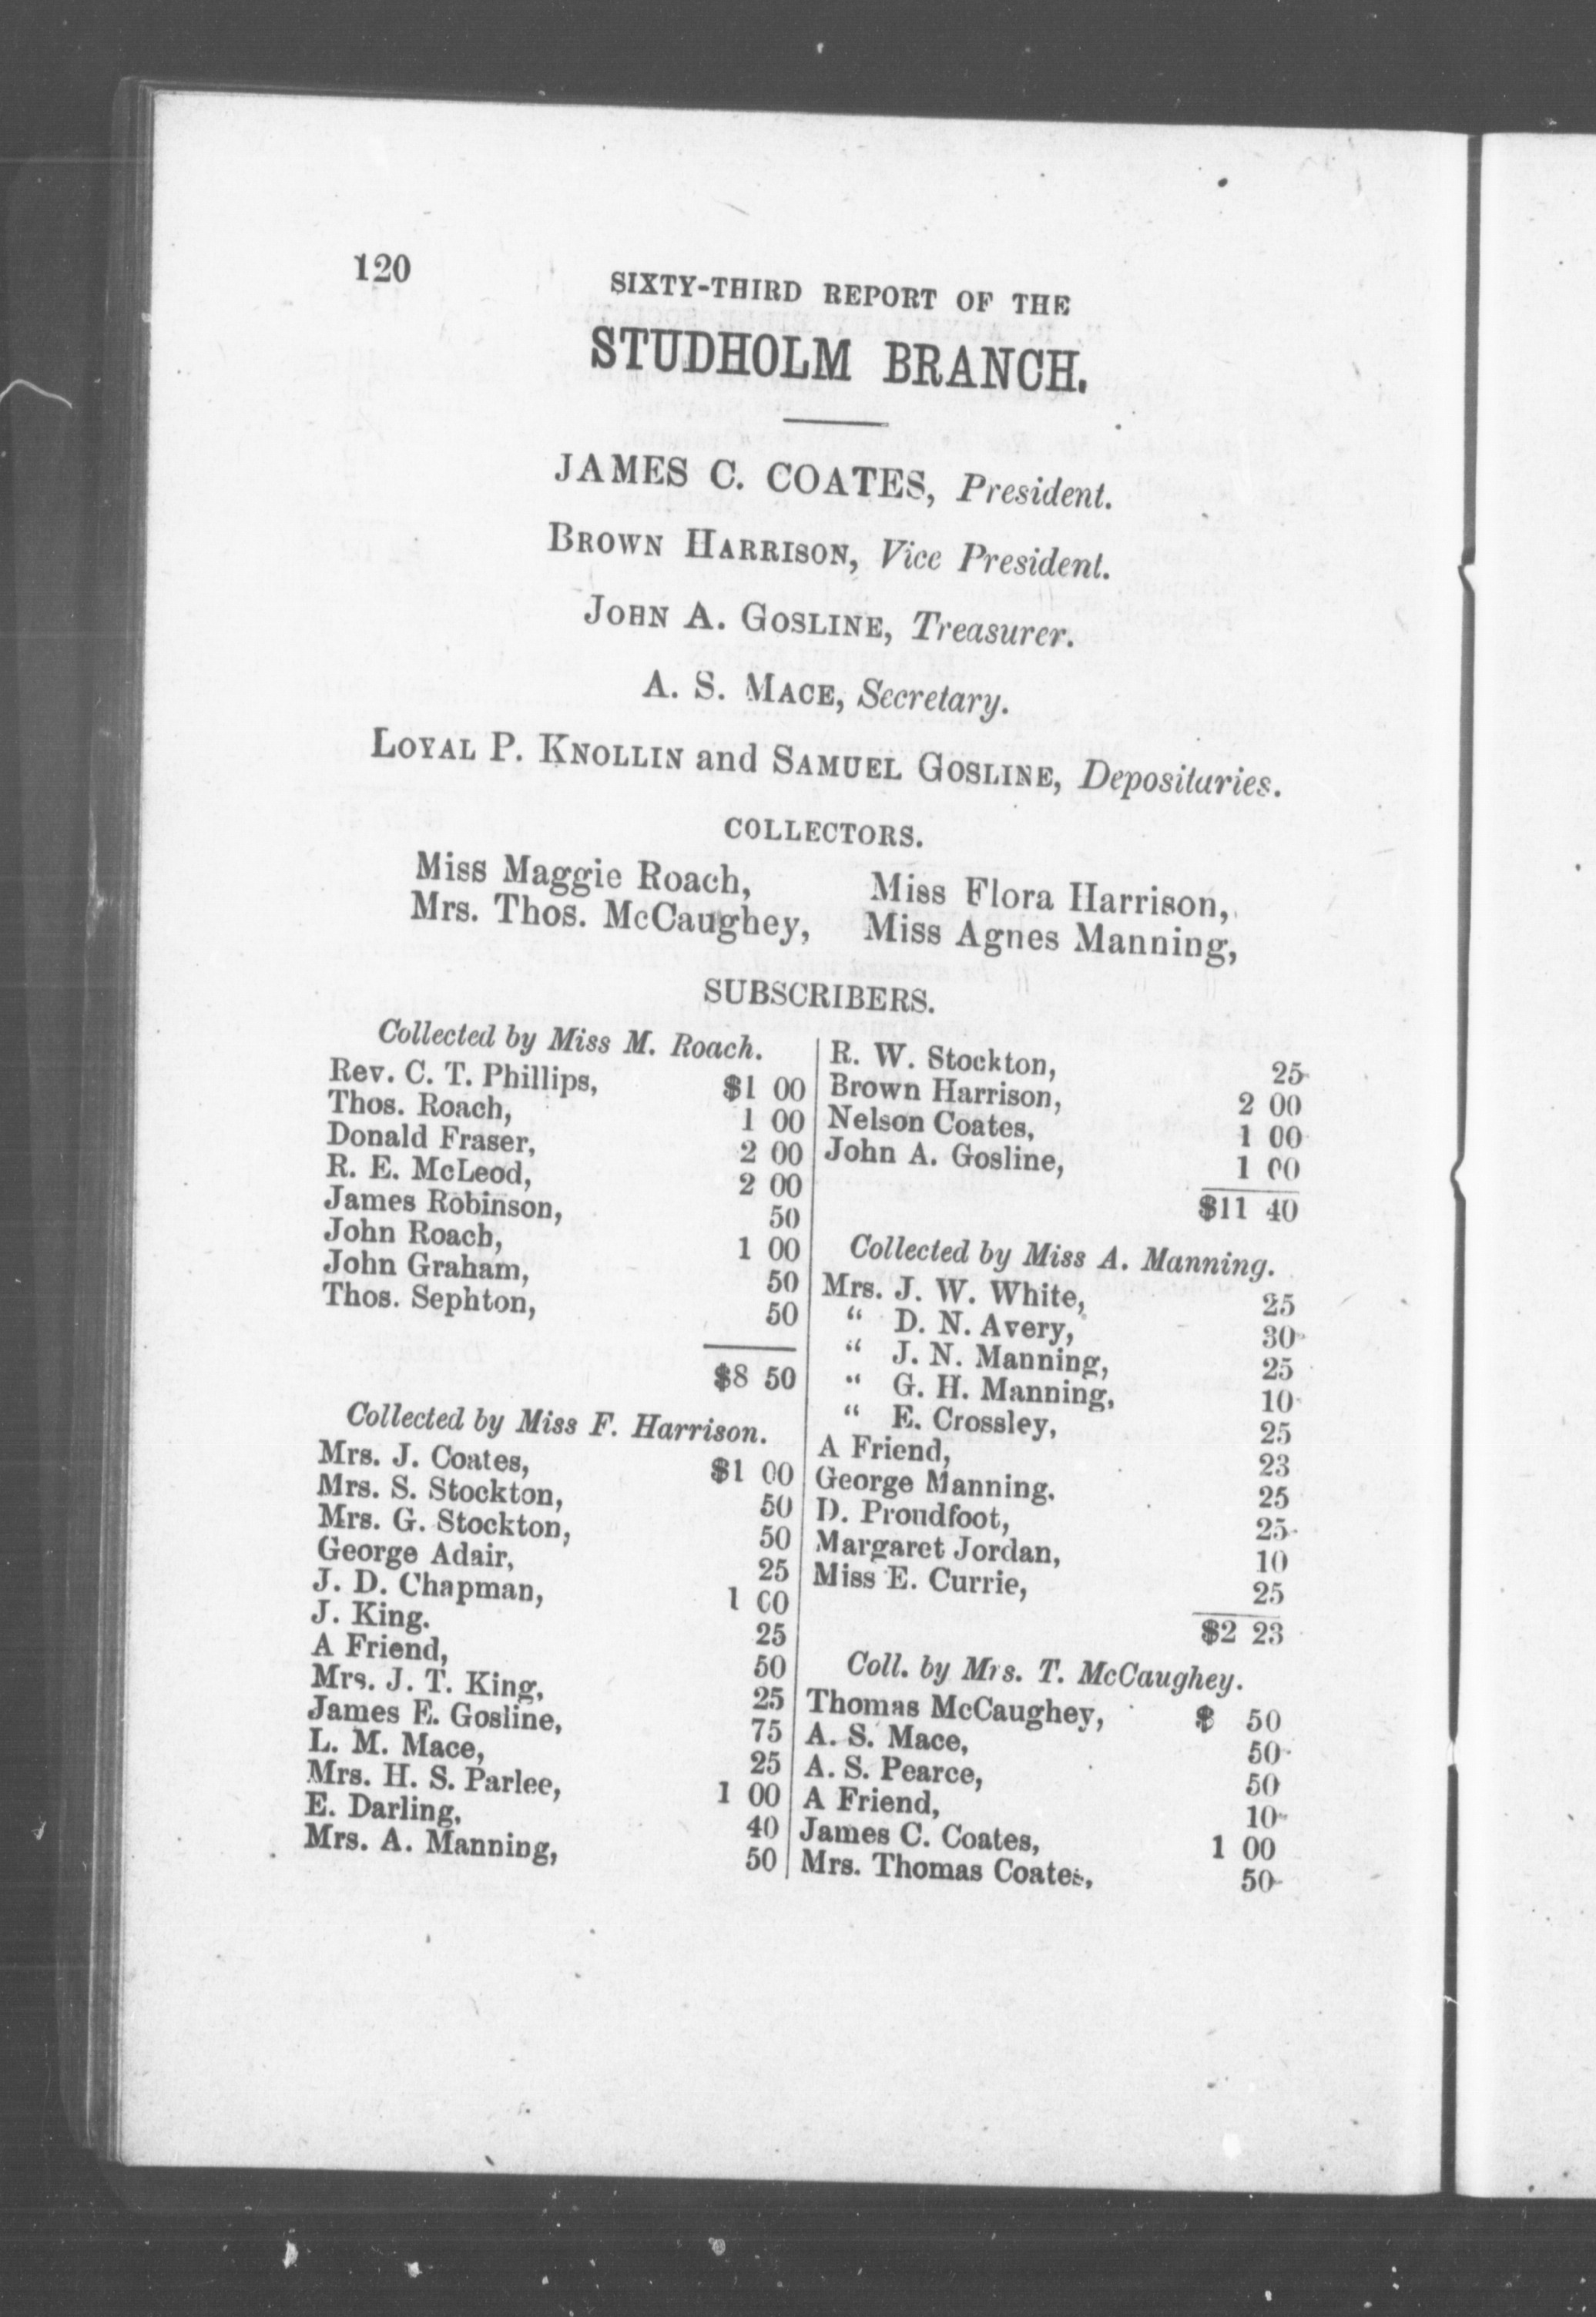 120
SIXTY-THIRD REPORT OF THE
STUDHOLM BRANCH.
JAMES C. COATES, President.
BROWN HARRISON, Vice President.
JOHN A. GOSLINE, Treasurer.
A. S. MACE, Secretary.
LOYAL P. KNOLLIN and SAMUEL GOSLINE, Depositaries.
COLLECTORS.
Miss Maggie Roach,
Mrs. Thos. McCaughey,
Miss Flora Harrison,
Miss Agnes Manning,
SUBSCRIBERS.
Collected by Miss M. Roach.
Rev. C. T. Phillips, $1 00
Thos. Roach, 1 00
Donald Fraser, 2 00
R. E. McLeod, 2 00
James Robinson, 50
John Roach, 1 00
John Graham, 50
Thos. Sephton, 50
$8 50
Collected by Miss F. Harrison.
Mrs. J. Coates, $1 00
Mrs. S. Stockton, 50
Mrs. G. Stockton, 50
George Adair, 25
J. D. Chapman, 1 00
J. King. 25
A Friend, 50
Mrs. J. T. King, 25
James E. Gosline, 75
L. M. Mace, 25
Mrs. H. S. Parlee, 1 00
E. Darling, 40
Mrs. A. Manning, 50
R. W. Stockton, 25
Brown Harrison, 2 00
Nelson Coates, 1 00
John A. Gosline, 1 00
$11 40
Collected by Miss A. Manning.
Mrs. J. W. White, 25
“ D. N. Avery, 30
“ J. N. Manning, 25
“ G. H. Manning, 10
“ E. Crossley, 25
A Friend, 23
George Manning. 25
D. Proudfoot, 25
Margaret Jordan, 10
Miss E. Currie, 25
$2 23
Coll. by Mrs. T. McCaughey.
Thomas McCaughey, $ 50
A. S. Mace, 50
A. S. Pearce, 50
A Friend, 10
James C. Coates, 1 00
Mrs. Thomas Coates, 50